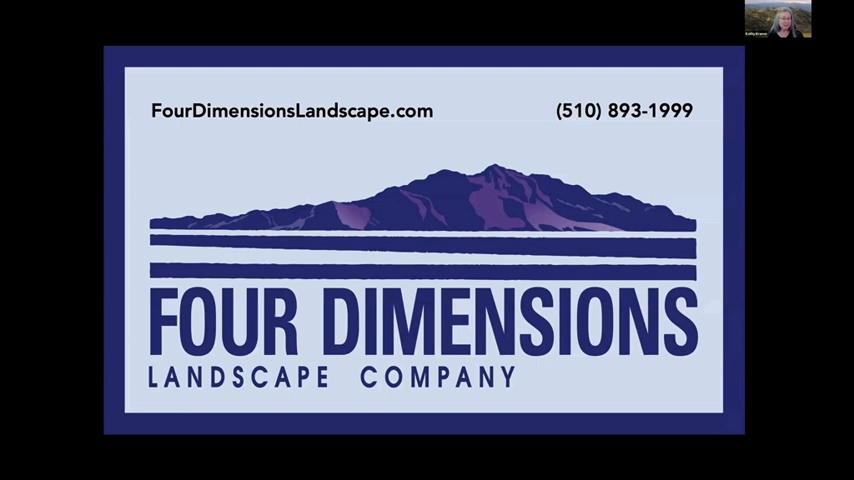 FourDimensionsLandscape.com
(510) 893-1999
FOUR DIMENSIONS
LANDSCAPE COMPANY